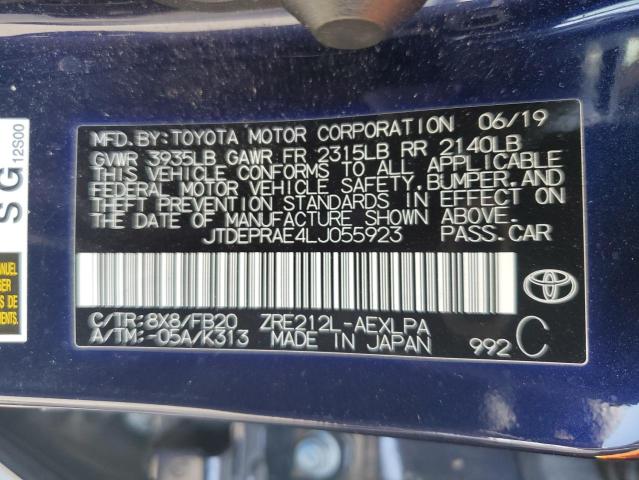 MFD. BY: TOYOTA MOTOR CORPORATION 06/19
GVWR 3935LB GAWR FR 2315LB RR 2140LB
THIS VEHICLE CONFORMS TO ALL APPLICABLE
FEDERAL MOTOR VEHICLE SAFETY, BUMPER, AND
THEFT PREVENTION STANDARDS IN EFFECT ON
THE DATE OF MANUFACTURE SHOWN ABOVE.
JTDEPRAE4LJ055923 PASS. CAR
C/TR: 8X8/FB20 ZRE212L-AEXLPA
A/TM: -05A/K313 MADE IN JAPAN 992 C
SG
12S00